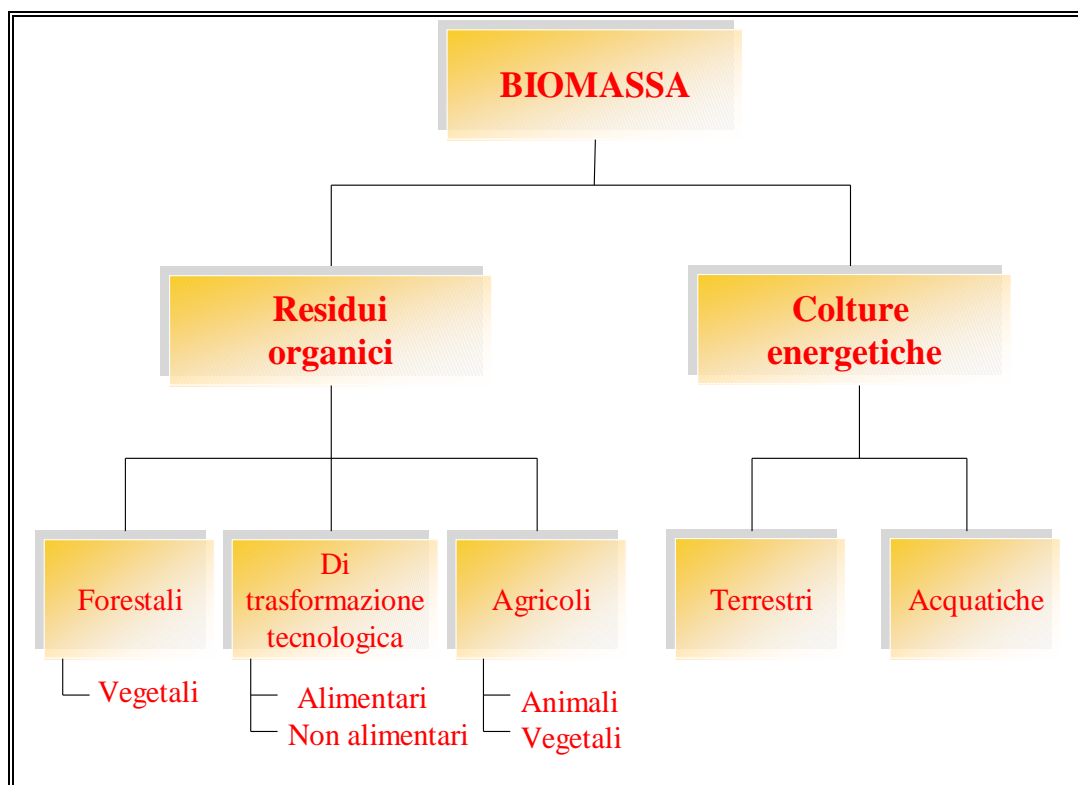 BIOMASSA
Residui
organici
Colture
energetiche
Forestali
Di
trasformazione
tecnologica
Agricoli
Terrestri
Acquatiche
Vegetali
Alimentari
Non alimentari
Animali
Vegetali